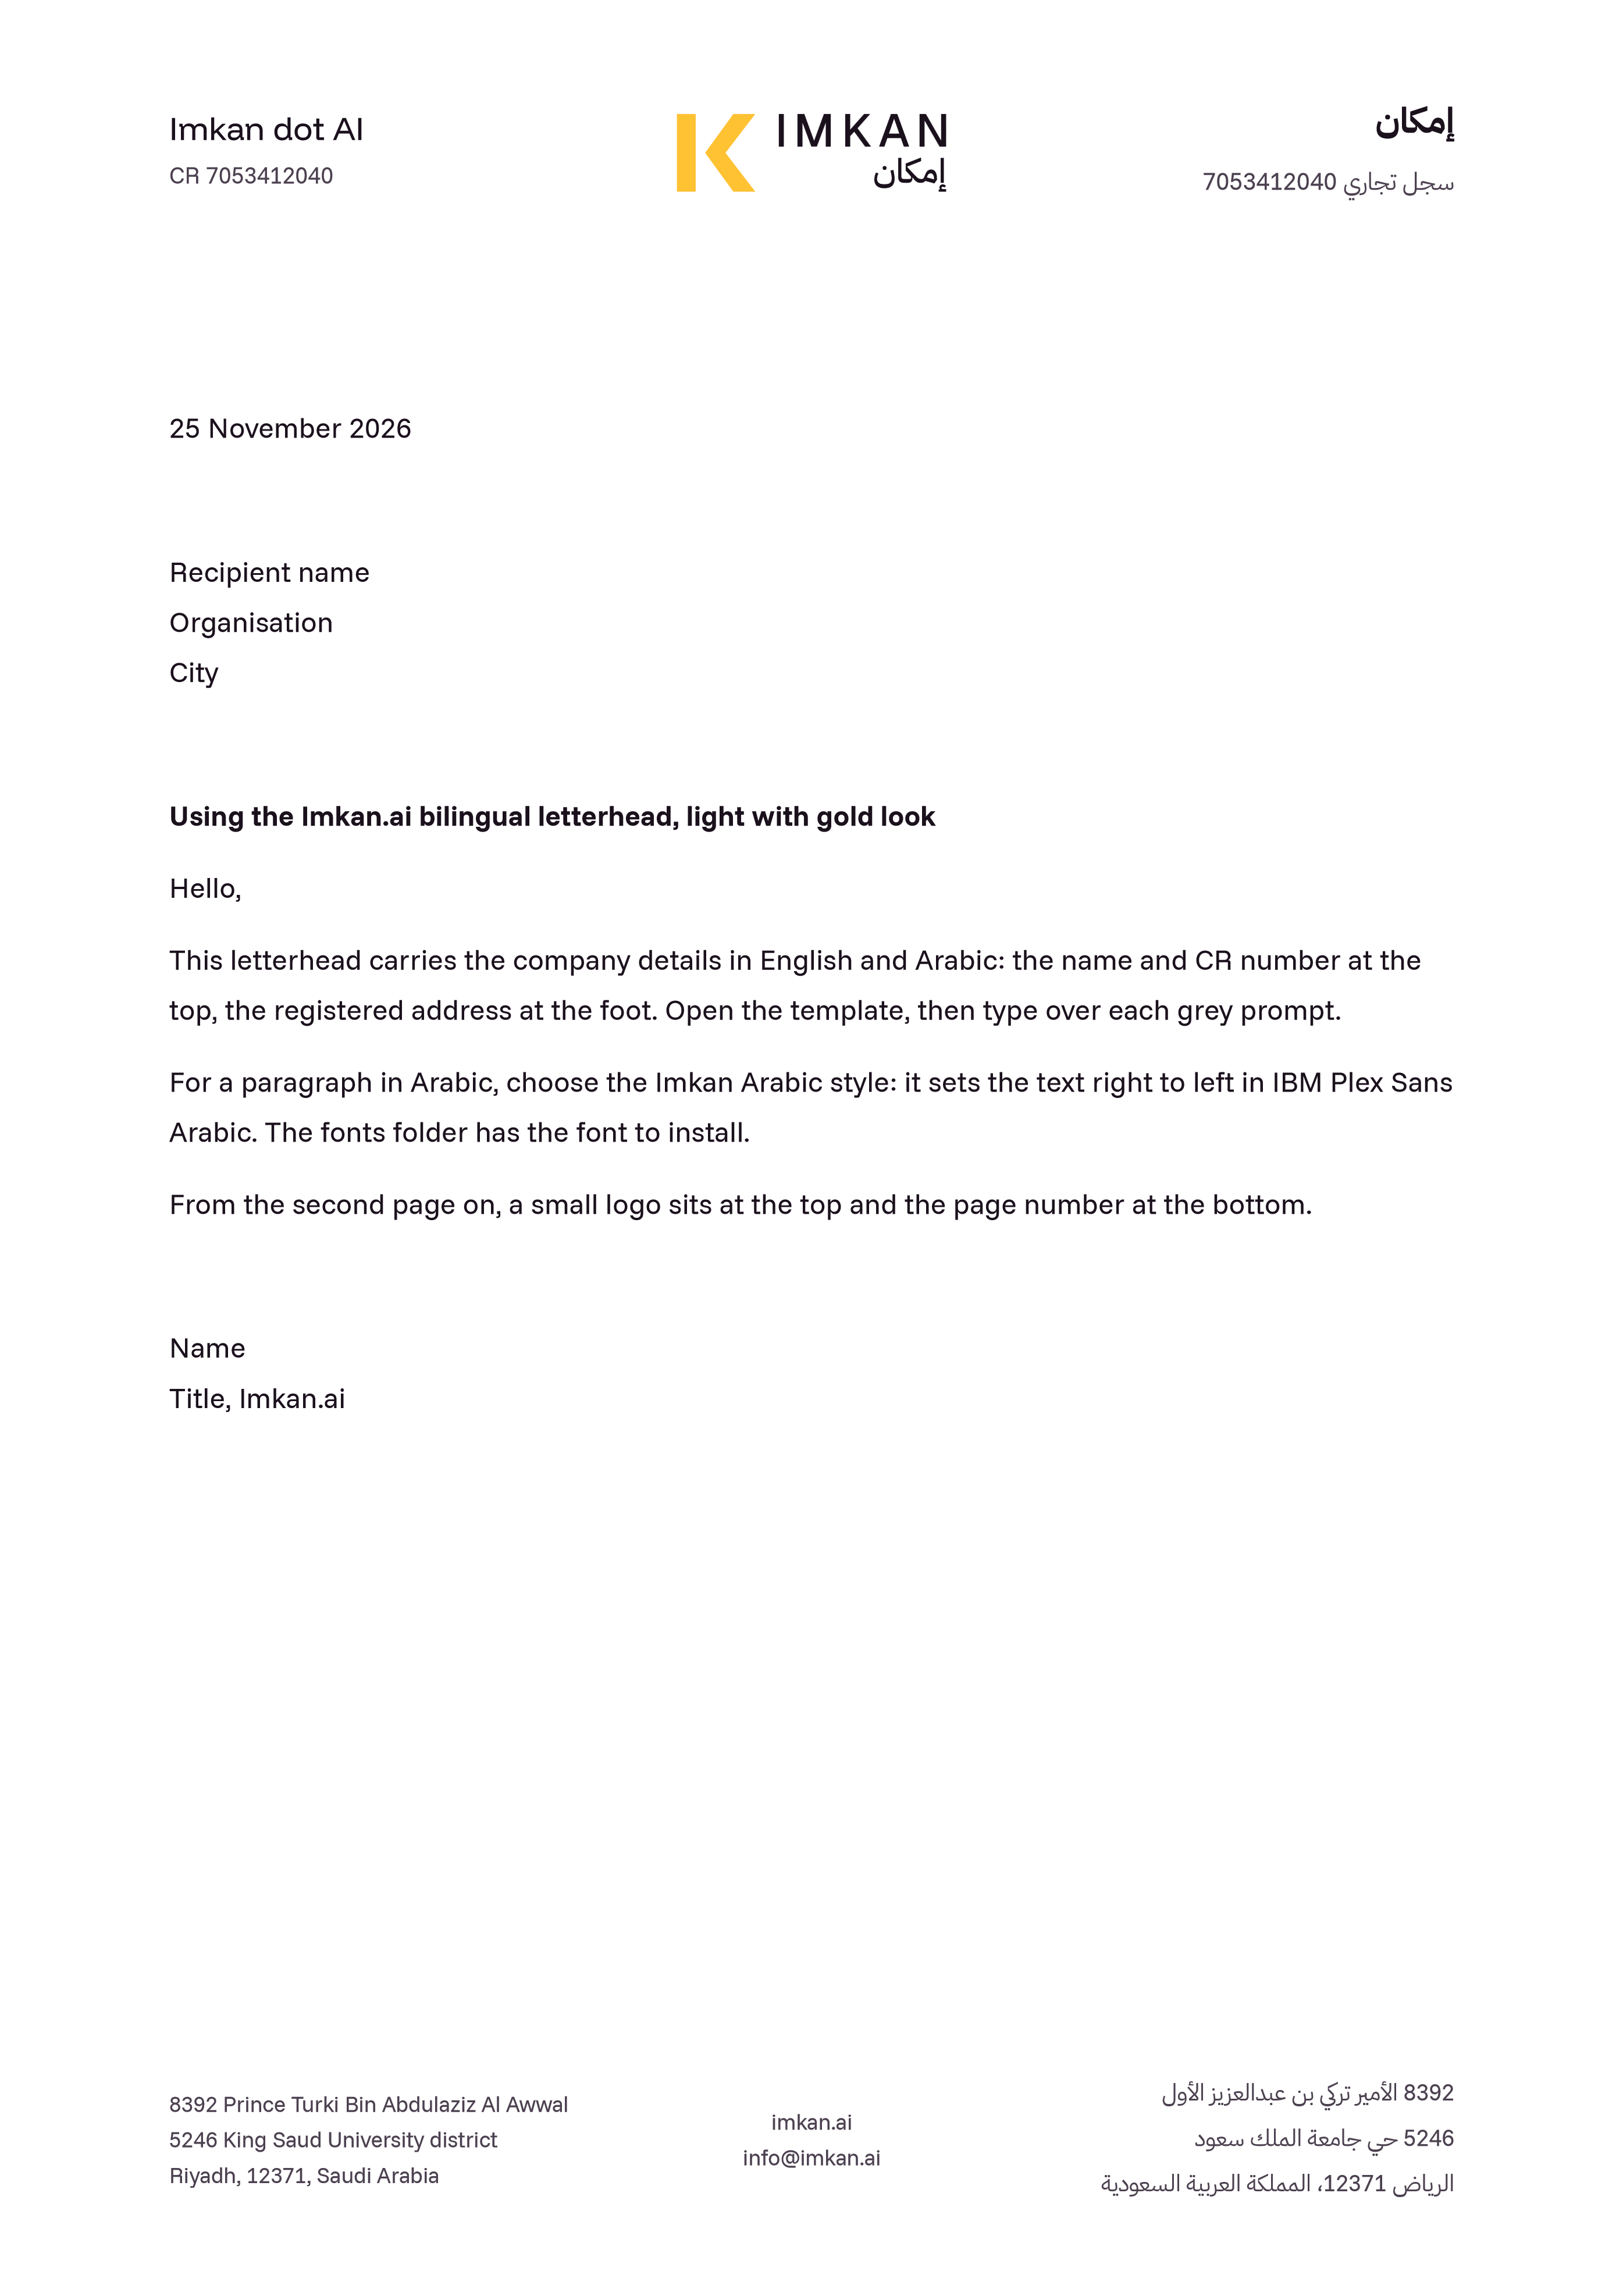 Imkan dot AI
CR 7053412040
IMKAN
إمكان
إمكان
سجل تجاري 7053412040
25 November 2026
Recipient name
Organisation
City
Using the Imkan.ai bilingual letterhead, light with gold look
Hello,
This letterhead carries the company details in English and Arabic: the name and CR number at the
top, the registered address at the foot. Open the template, then type over each grey prompt.
For a paragraph in Arabic, choose the Imkan Arabic style: it sets the text right to left in IBM Plex Sans
Arabic. The fonts folder has the font to install.
From the second page on, a small logo sits at the top and the page number at the bottom.
Name
Title, Imkan.ai
8392 Prince Turki Bin Abdulaziz Al Awwal
5246 King Saud University district
Riyadh, 12371, Saudi Arabia
imkan.ai
info@imkan.ai
8392 الأمير تركي بن عبدالعزيز الأول
5246 حي جامعة الملك سعود
الرياض 12371، المملكة العربية السعودية